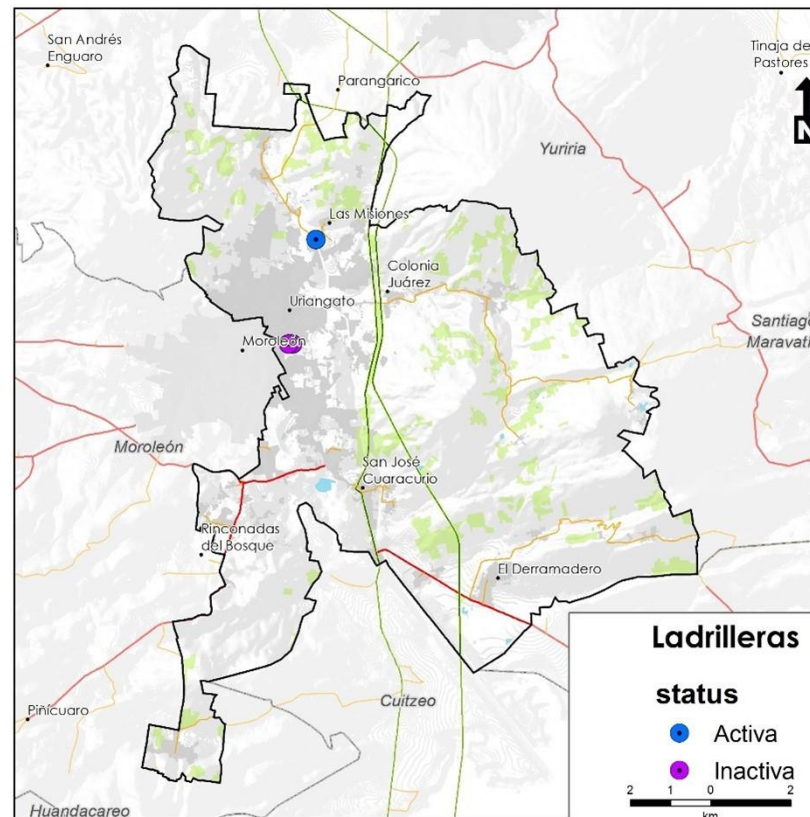 San Andrés
Enguaro
Tinaja de
Pastores
Parangarico
N
Yuriria
Las Misiones
Colonia
Juárez
Uriangato
Moroleón
Santiago
Maravatí
Moroleón
San José
Cuaracurio
Rinconadas
del Bosque
El Derramadero
Piñícuaro
Cuitzeo
Huandacareo
Ladrilleras
status
Activa
Inactiva
2 1 0 2
km